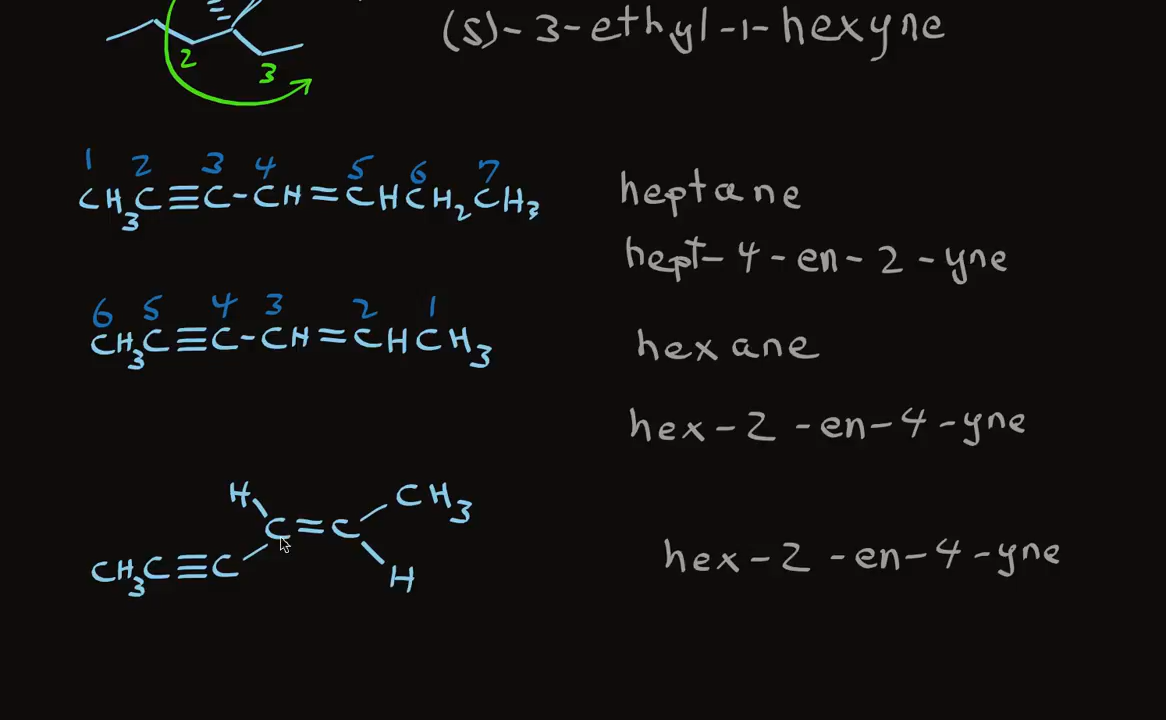 (S)-3-ethyl-1-hexyne
2
3
1 2 3 4 5 6 7
CH₃C≡C-CH=CHCH₂CH₃
heptane
hept-4-en-2-yne
6 5 4 3 2 1
CH₃C≡C-CH=CHCH₃
hexane
hex-2-en-4-yne
H
CH₃
C=C
CH₃C≡C
H
hex-2-en-4-yne